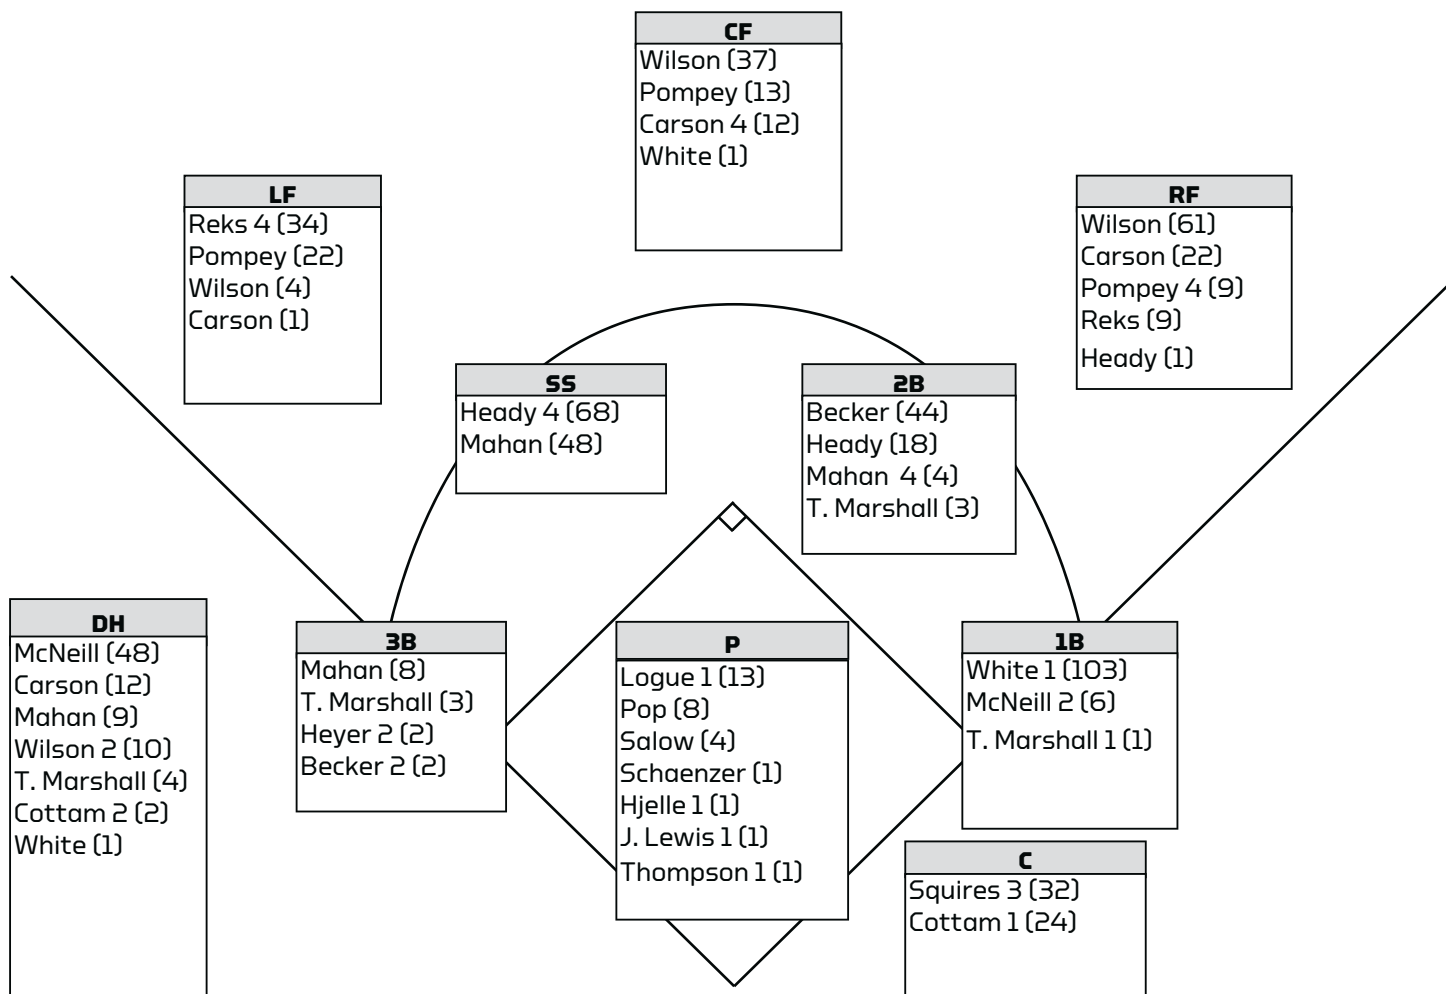 CF
Wilson (37)
Pompey (13)
Carson 4 (12)
White (1)
LF
Reks 4 (34)
Pompey (22)
Wilson (4)
Carson (1)
RF
Wilson (61)
Carson (22)
Pompey 4 (9)
Reks (9)
Heady (1)
SS
Heady 4 (68)
Mahan (48)
2B
Becker (44)
Heady (18)
Mahan 4 (4)
T. Marshall (3)
DH
McNeill (48)
Carson (12)
Mahan (9)
Wilson 2 (10)
T. Marshall (4)
Cottam 2 (2)
White (1)
3B
Mahan (8)
T. Marshall (3)
Heyer 2 (2)
Becker 2 (2)
P
Logue 1 (13)
Pop (8)
Salow (4)
Schaenzer (1)
Hjelle 1 (1)
J. Lewis 1 (1)
Thompson 1 (1)
1B
White 1 (103)
McNeill 2 (6)
T. Marshall 1 (1)
C
Squires 3 (32)
Cottam 1 (24)